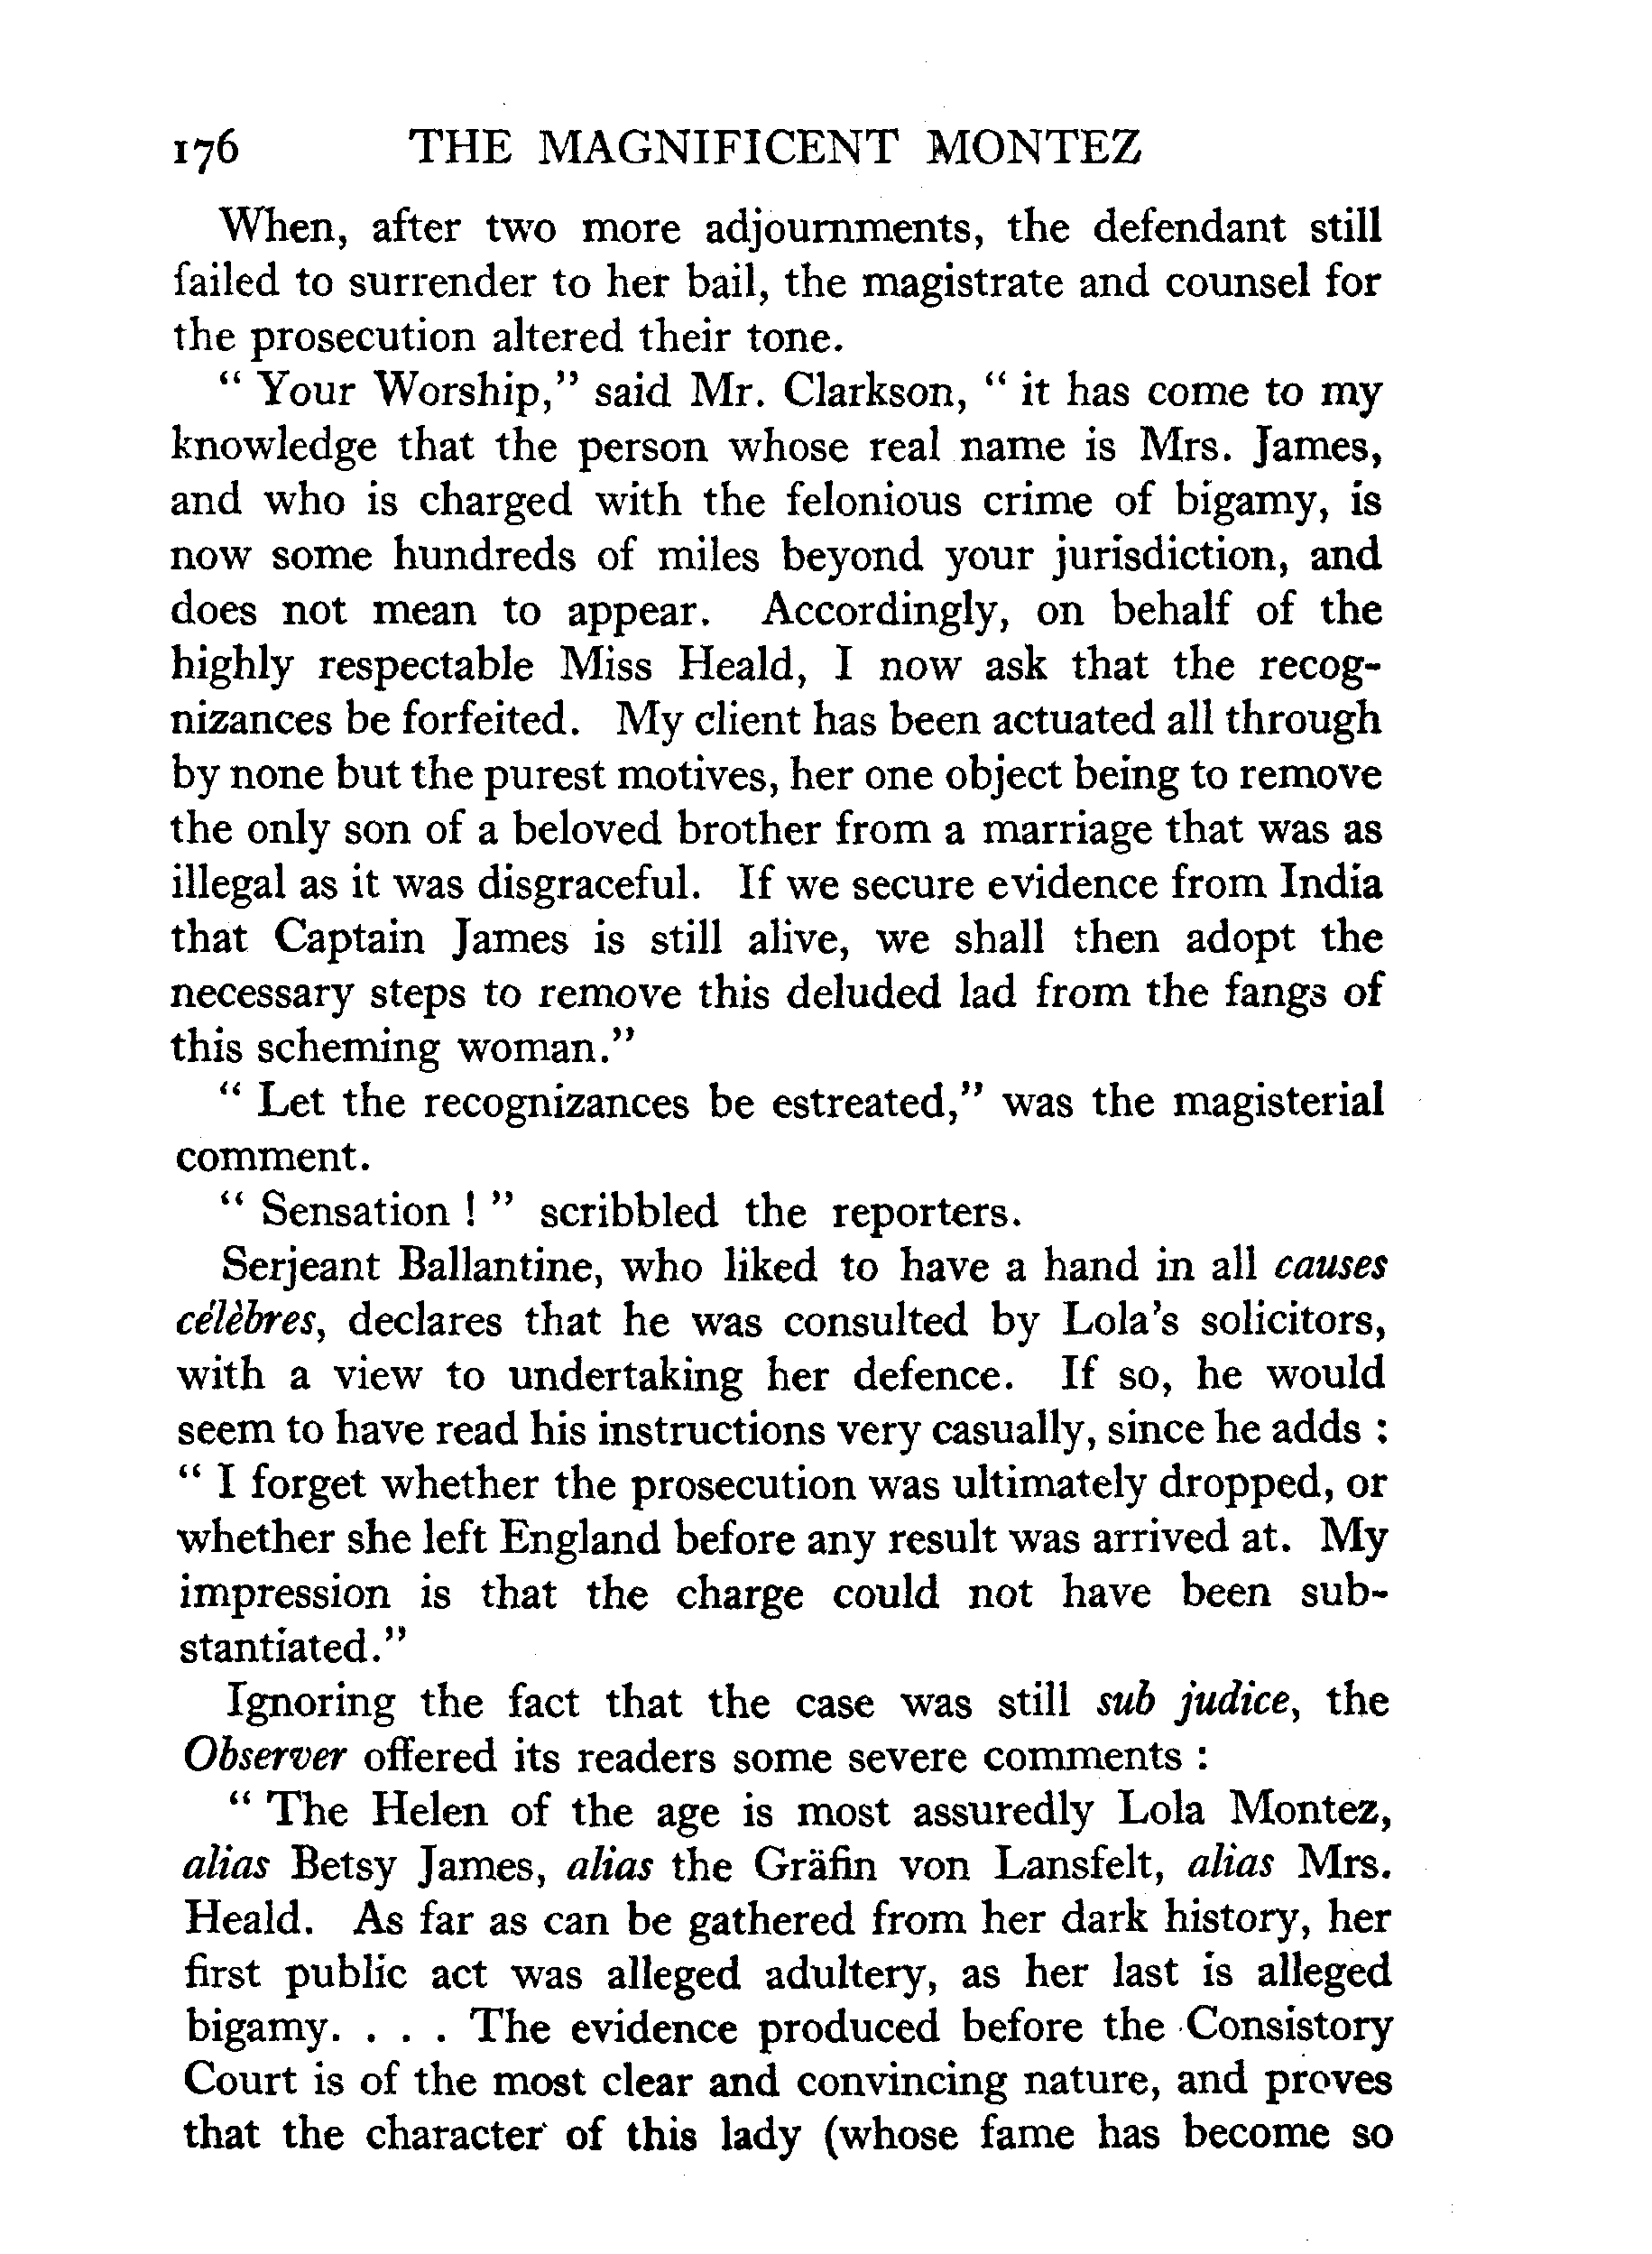 176 THE MAGNIFICENT MONTEZ
When, after two more adjournments, the defendant still
failed to surrender to her bail, the magistrate and counsel for
the prosecution altered their tone.
" Your Worship," said Mr. Clarkson, " it has come to my
knowledge that the person whose real name is Mrs. James,
and who is charged with the felonious crime of bigamy, is
now some hundreds of miles beyond your jurisdiction, and
does not mean to appear. Accordingly, on behalf of the
highly respectable Miss Heald, I now ask that the recog-
nizances be forfeited. My client has been actuated all through
by none but the purest motives, her one object being to remove
the only son of a beloved brother from a marriage that was as
illegal as it was disgraceful. If we secure evidence from India
that Captain James is still alive, we shall then adopt the
necessary steps to remove this deluded lad from the fangs of
this scheming woman."
" Let the recognizances be estreated," was the magisterial
comment.
" Sensation ! " scribbled the reporters.
Serjeant Ballantine, who liked to have a hand in all causes
célèbres, declares that he was consulted by Lola's solicitors,
with a view to undertaking her defence. If so, he would
seem to have read his instructions very casually, since he adds :
" I forget whether the prosecution was ultimately dropped, or
whether she left England before any result was arrived at. My
impression is that the charge could not have been sub-
stantiated."
Ignoring the fact that the case was still sub judice, the
Observer offered its readers some severe comments :
" The Helen of the age is most assuredly Lola Montez,
alias Betsy James, alias the Gräfin von Lansfelt, alias Mrs.
Heald. As far as can be gathered from her dark history, her
first public act was alleged adultery, as her last is alleged
bigamy. . . . The evidence produced before the Consistory
Court is of the most clear and convincing nature, and proves
that the character of this lady (whose fame has become so